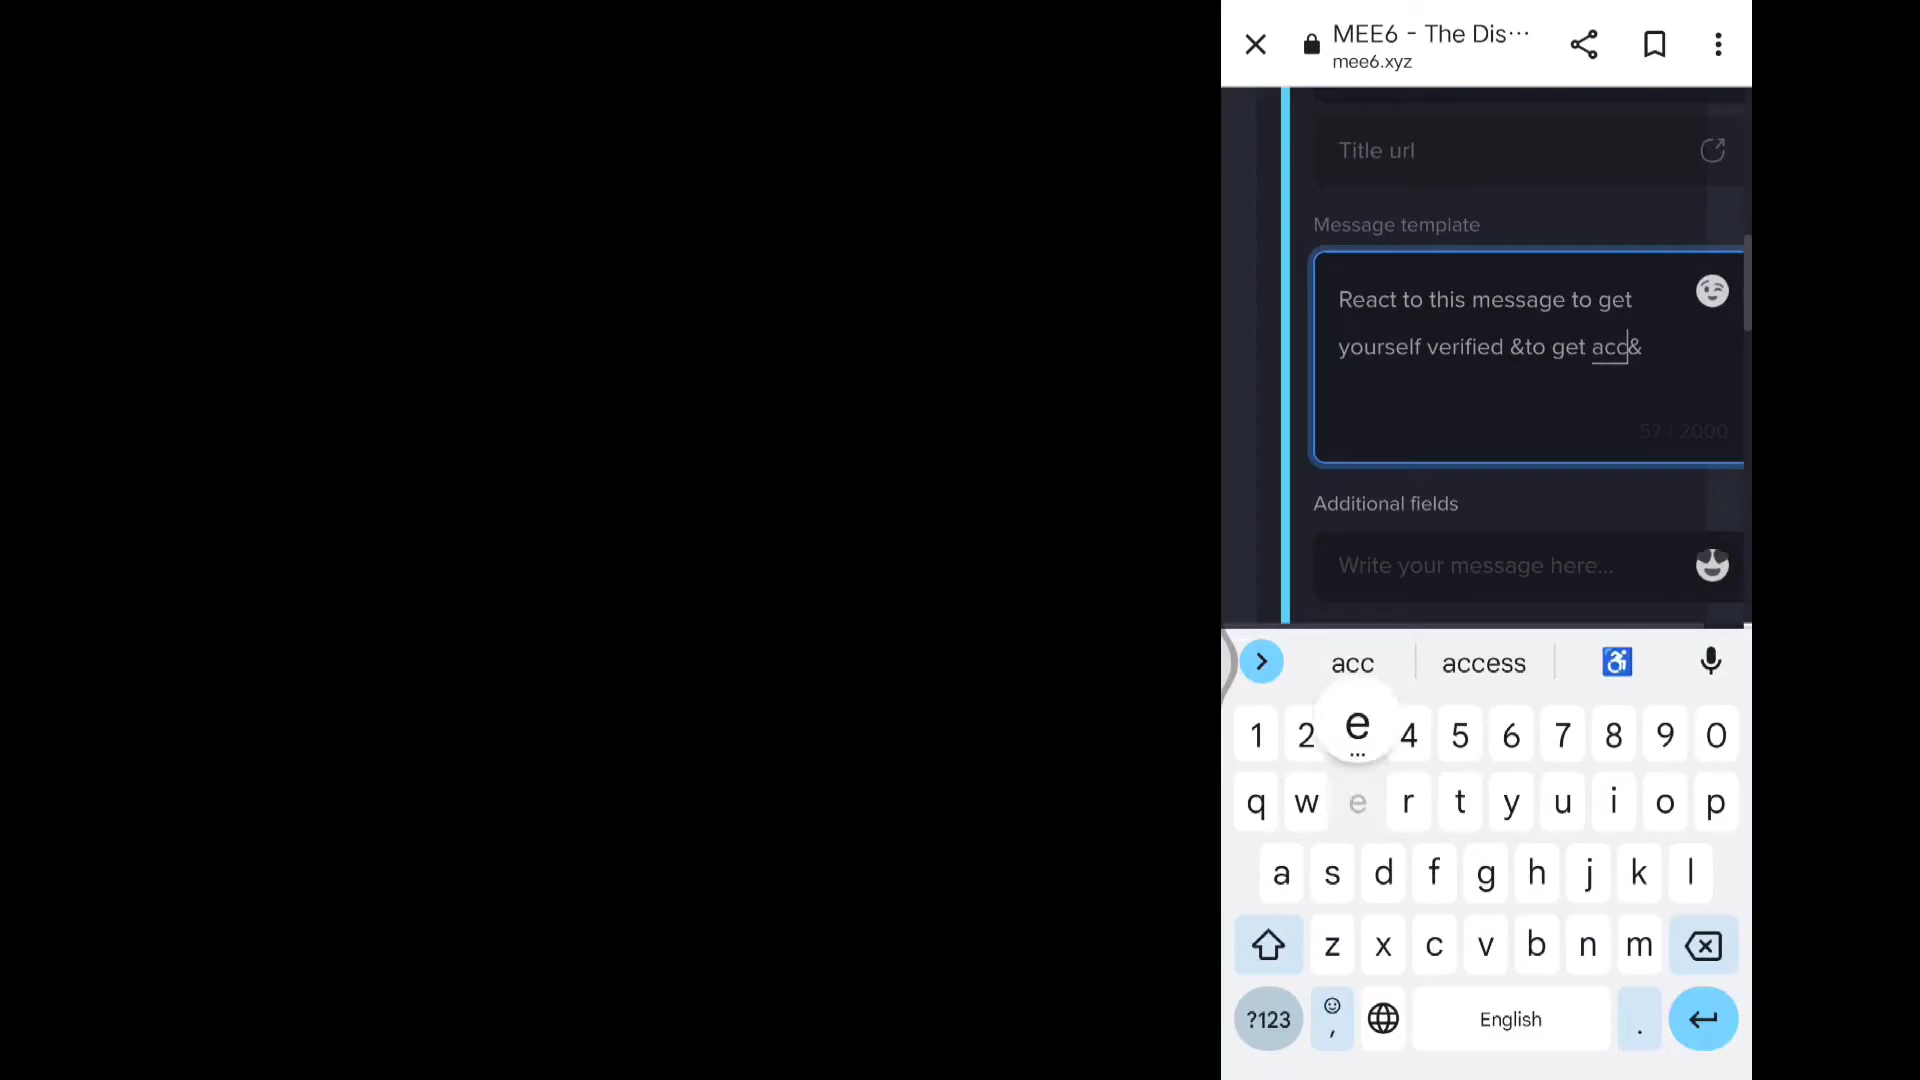 MEE6 - The Dis...
mee6.xyz
Title url
Message template
React to this message to get
yourself verified &to get acc&
57 / 2000
Additional fields
Write your message here...
acc access
e
...
1 2 4 5 6 7 8 9 0
q w e r t y u i o p
a s d f g h j k l
z x c v b n m
?123 , English .